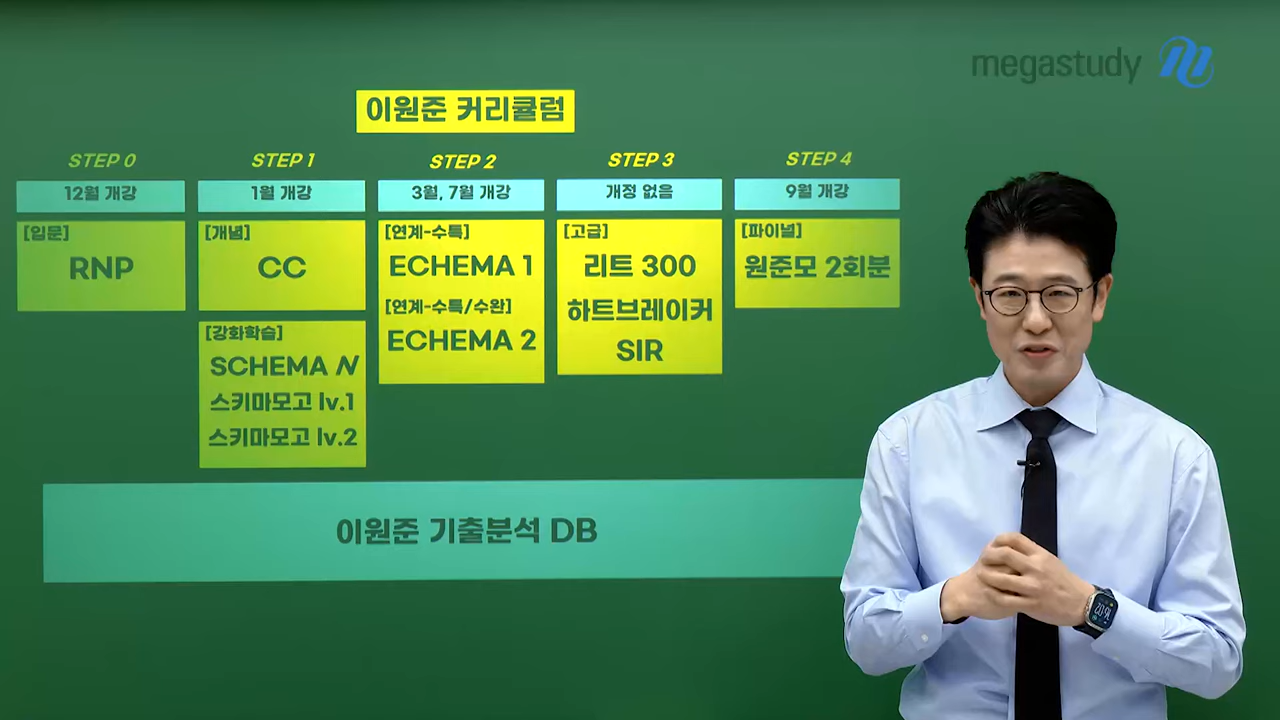 megastudy
이원준 커리큘럼
STEP 0
12월 개강
[입문]
RNP
STEP 1
1월 개강
[개념]
CC
[강화학습]
SCHEMA N
스키마모고 lv.1
스키마모고 lv.2
STEP 2
3월, 7월 개강
[연계-수특]
ECHEMA 1
[연계-수특/수완]
ECHEMA 2
STEP 3
개정 없음
[고급]
리트 300
하트브레이커
SIR
STEP 4
9월 개강
[파이널]
원준모 2회분
이원준 기출분석 DB